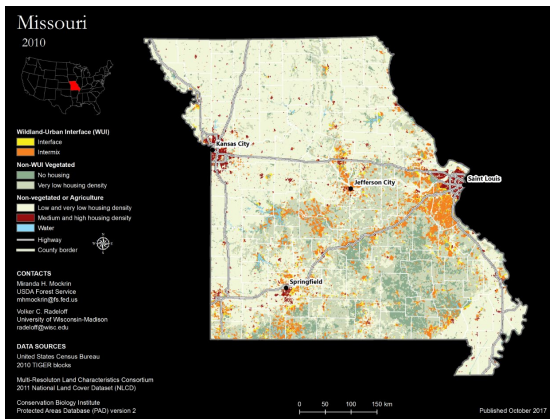 Missouri
2010
Wildland-Urban Interface (WUI)
Interface
Intermix
Non-WUI Vegetated
No housing
Very low housing density
Non-vegetated or Agriculture
Low and very low housing density
Medium and high housing density
Water
Highway
County border
CONTACTS
Miranda H. Mockrin
USDA Forest Service
mhmockrin@fs.fed.us
Volker C. Radeloff
University of Wisconsin-Madison
radeloff@wisc.edu
DATA SOURCES
United States Census Bureau
2010 TIGER blocks
Multi-Resoluton Land Characteristics Consortium
2011 National Land Cover Dataset (NLCD)
Conservation Biology Institute
Protected Areas Database (PAD) version 2
Kansas City
Jefferson City
Saint Louis
Springfield
0 50 100 150 km
Published October 2017